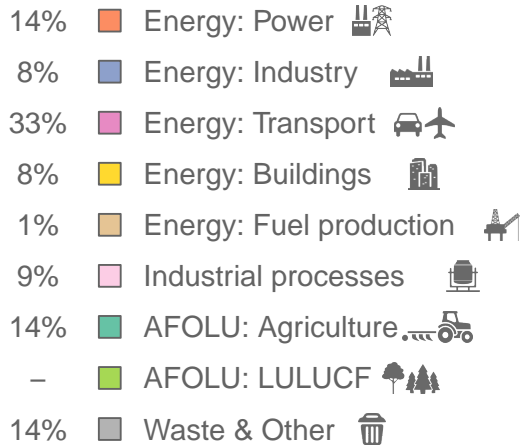 14% Energy: Power
8% Energy: Industry
33% Energy: Transport
8% Energy: Buildings
1% Energy: Fuel production
9% Industrial processes
14% AFOLU: Agriculture
– AFOLU: LULUCF
14% Waste & Other